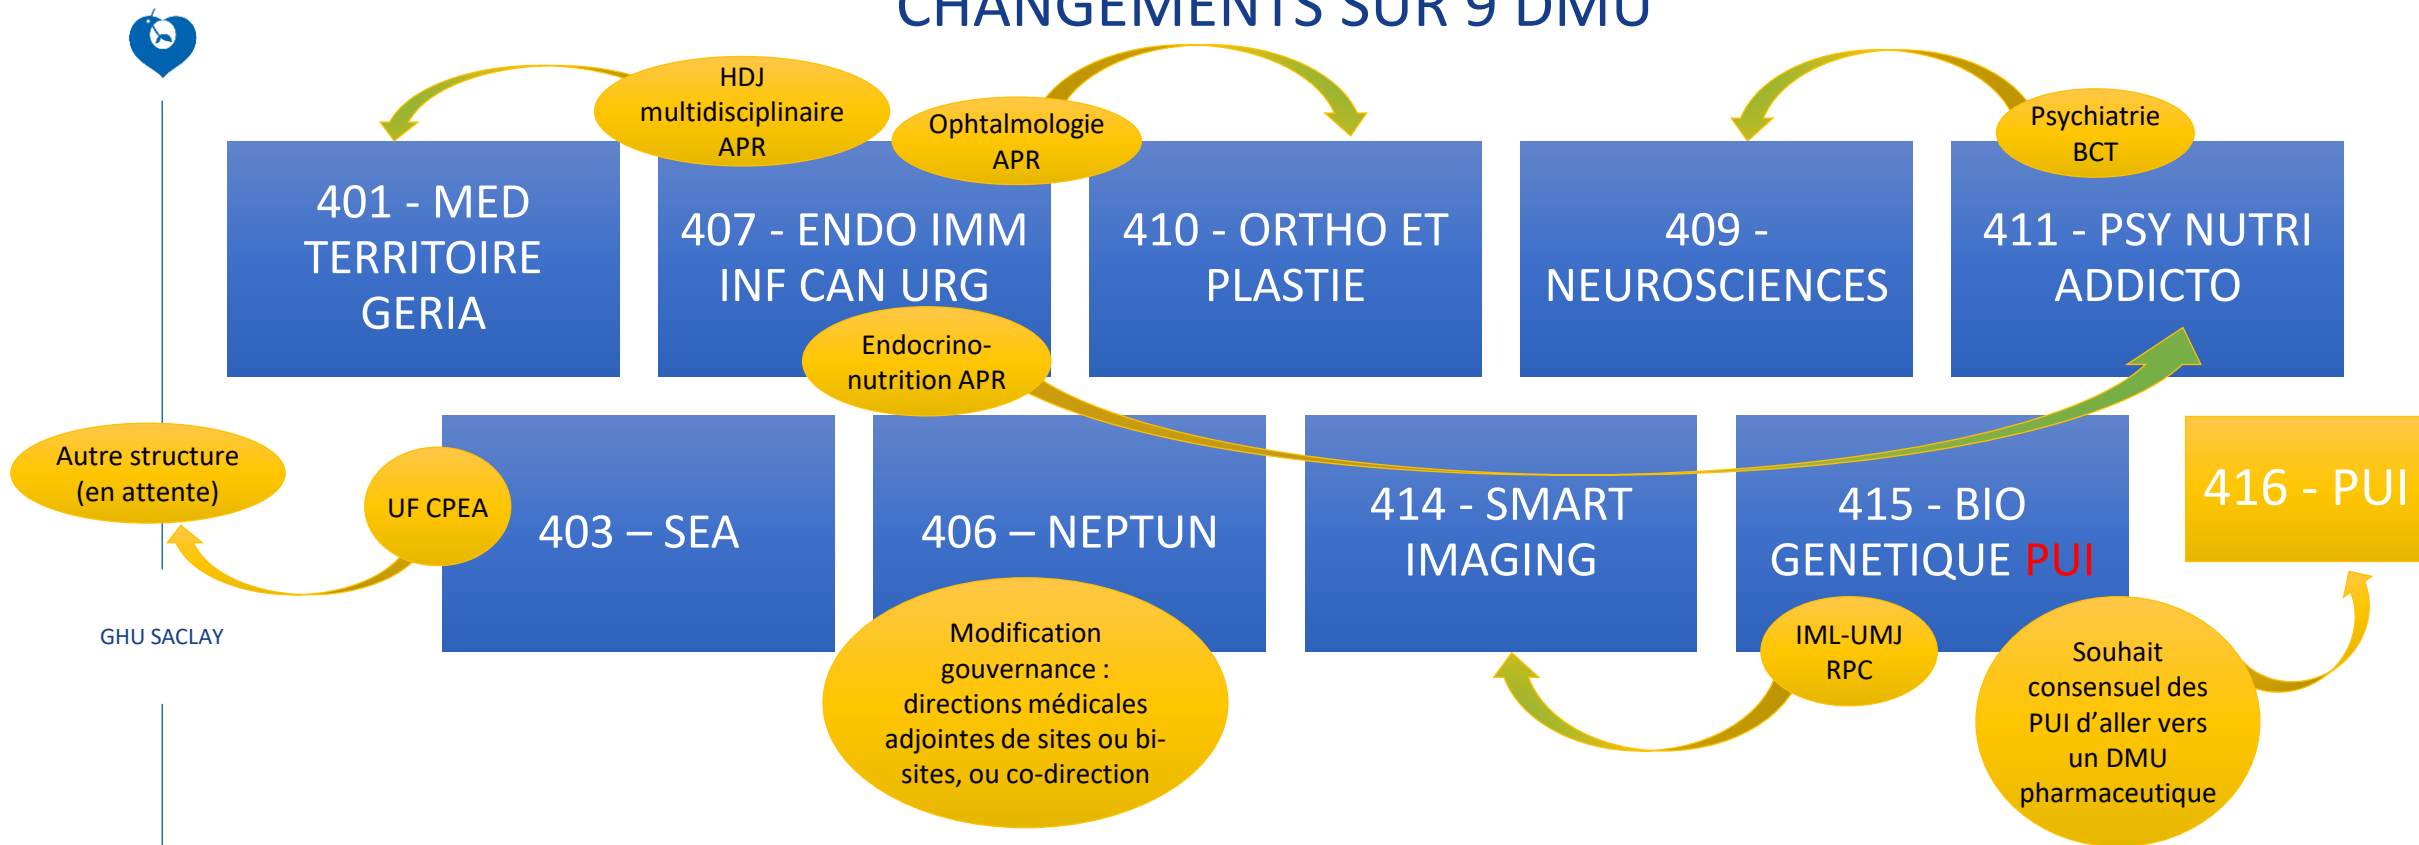 CHANGEMENTS SUR 9 DMU
HDJ
multidisciplinaire
APR
Ophtalmologie
APR
Psychiatrie
BCT
401 - MED
TERRITOIRE
GERIA
407 - ENDO IMM
INF CAN URG
410 - ORTHO ET
PLASTIE
409 -
NEUROSCIENCES
411 - PSY NUTRI
ADDICTO
Endocrino-
nutrition APR
Autre structure
(en attente)
UF CPEA
403 – SEA
406 – NEPTUN
414 - SMART
IMAGING
415 - BIO
GENETIQUE PUI
416 - PUI
GHU SACLAY
Modification
gouvernance :
directions médicales
adjointes de sites ou bi-
sites, ou co-direction
IML-UMJ
RPC
Souhait
consensuel des
PUI d’aller vers
un DMU
pharmaceutique